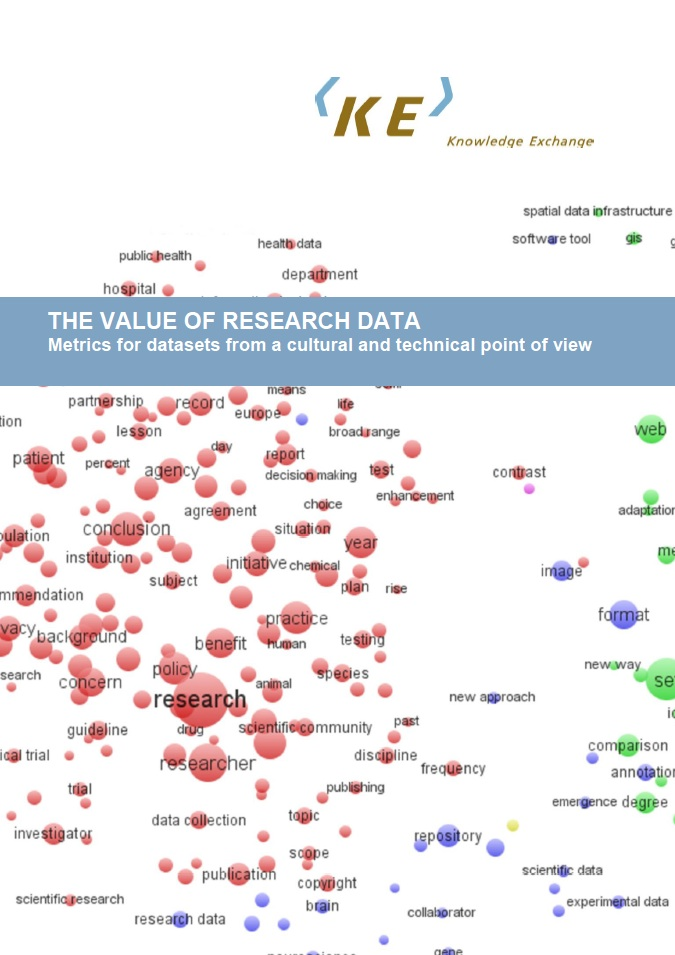 KE
Knowledge Exchange
spatial data infrastructure
software tool gis
health data
public health
department
hospital
THE VALUE OF RESEARCH DATA
Metrics for datasets from a cultural and technical point of view
means
partnership record life
europe
lesson broad range web
day
patient percent report
agency test contrast
decision making
enhancement
choice
agreement adaptation
conclusion situation
year
institution initiative chemical image
subject plan rise
format
background practice
benefit human testing
new way
policy species
concern animal
research new approach
guideline drug scientific community past
comparison
researcher discipline
frequency annotation
trial publishing
emergence degree
data collection topic
investigator repository
scope
publication scientific data
copyright
scientific research brain experimental data
research data collaborator
gene